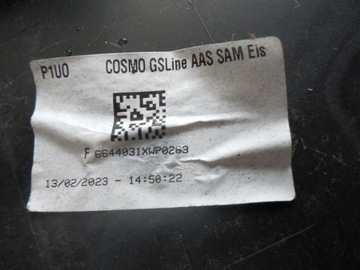 P1U0 COSMO GSLine AAS SAM Eis
F 6644031XWP0263
13/02/2023 - 14:50:22